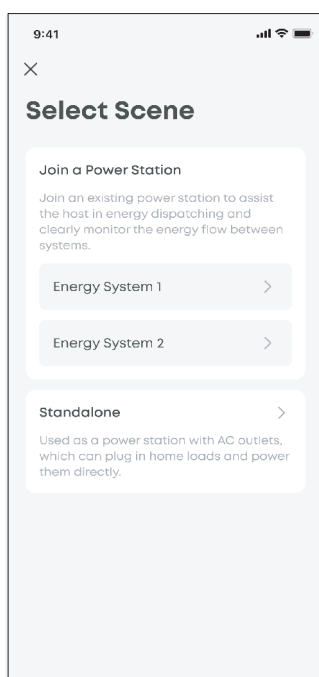 9:41
Select Scene
Join a Power Station
Join an existing power station to assist
the host in energy dispatching and
clearly monitor the energy flow between
systems.
Energy System 1
Energy System 2
Standalone
Used as a power station with AC outlets,
which can plug in home loads and power
them directly.